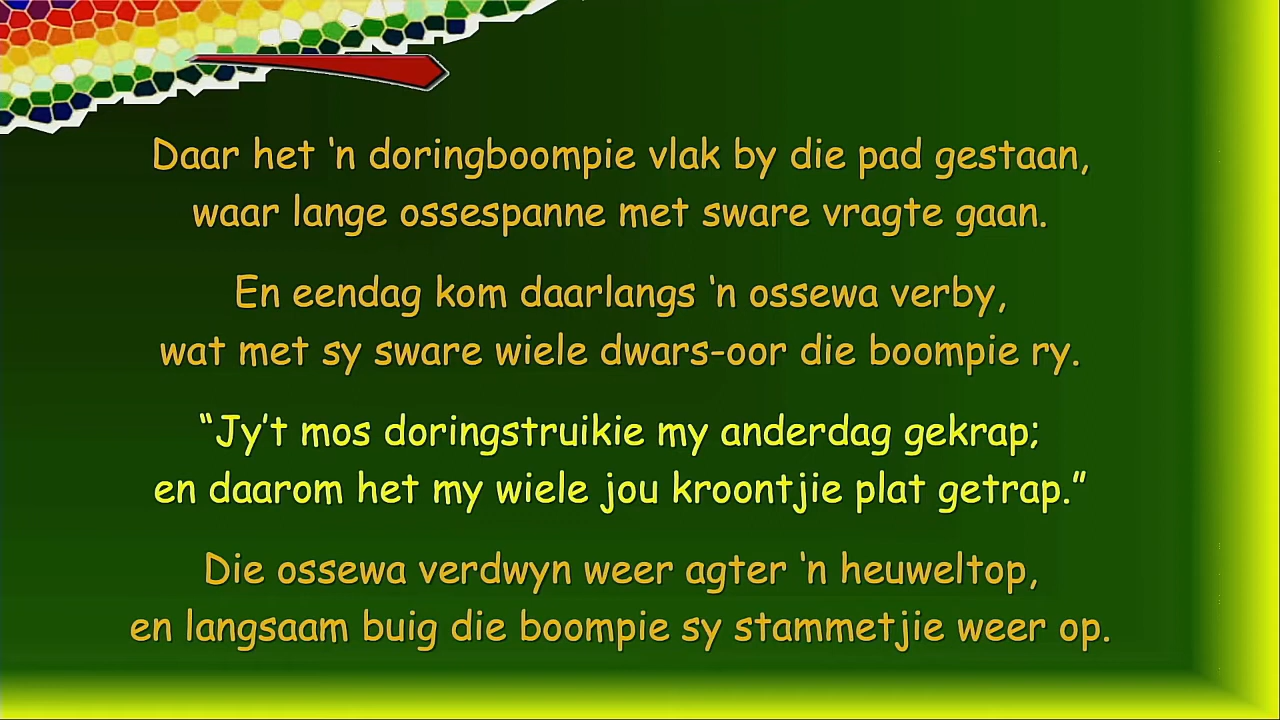 Daar het ‘n doringboompie vlak by die pad gestaan,
waar lange ossespanne met sware vragte gaan.
En eendag kom daarlangs ‘n ossewa verby,
wat met sy sware wiele dwars-oor die boompie ry.
“Jy’t mos doringstruikie my anderdag gekrap;
en daarom het my wiele jou kroontjie plat getrap.”
Die ossewa verdwyn weer agter ‘n heuweltop,
en langsaam buig die boompie sy stammetjie weer op.